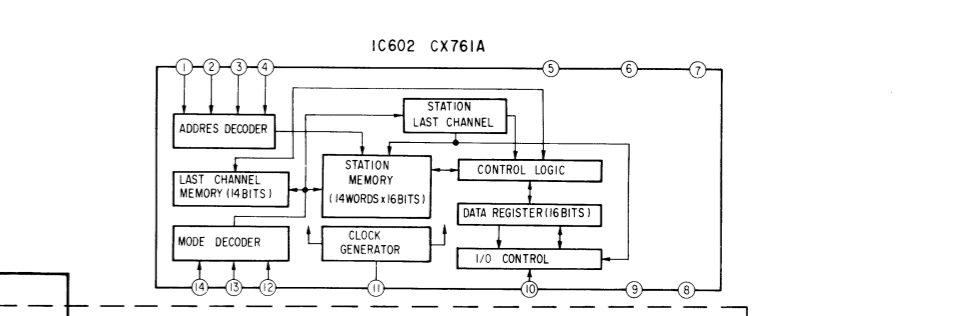 IC602 CX761A
1 2 3 4 5 6 7
STATION
LAST CHANNEL
ADDRES DECODER
STATION
MEMORY
(14WORDS×16BITS)
CONTROL LOGIC
LAST CHANNEL
MEMORY (14BITS)
DATA REGISTER (16BITS)
MODE DECODER
CLOCK
GENERATOR
I/O CONTROL
14 13 12 11 10 9 8